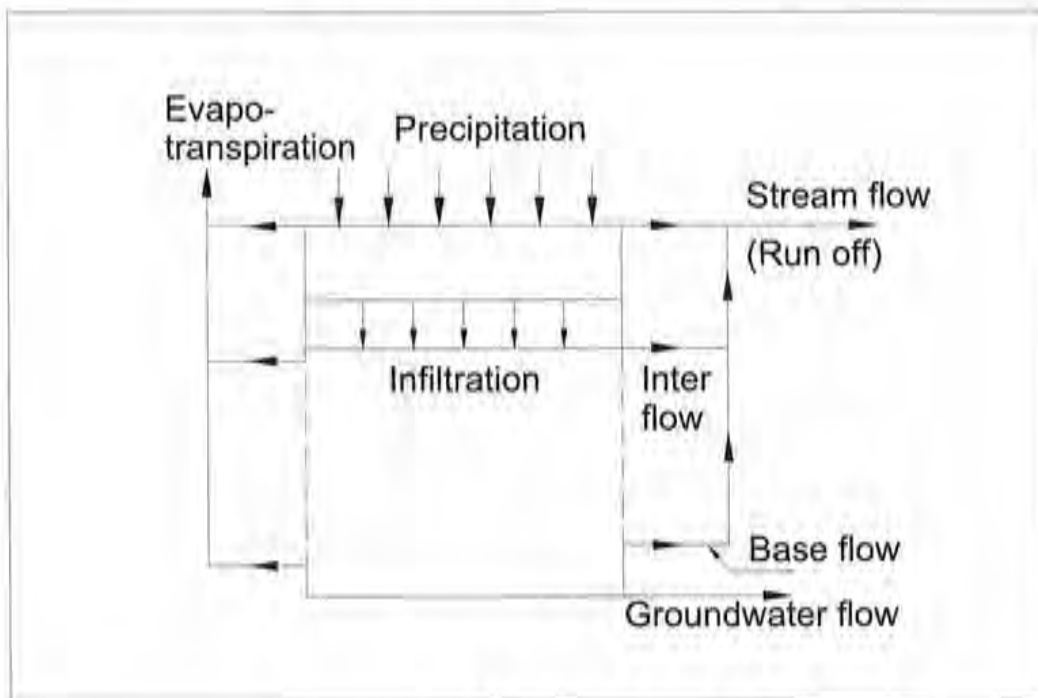 Evapo-
transpiration
Precipitation
Stream flow
(Run off)
Infiltration
Inter
flow
Base flow
Groundwater flow